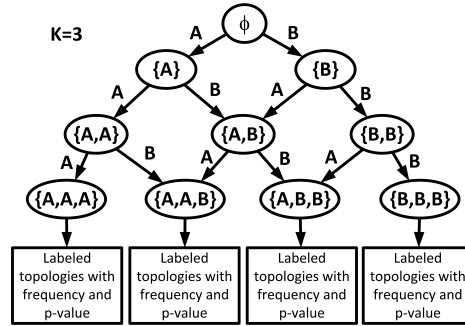 K=3
ϕ
A
B
{A}
{B}
A
B
A
B
{A,A}
{A,B}
{B,B}
A
B
A
B
A
B
{A,A,A}
{A,A,B}
{A,B,B}
{B,B,B}
Labeled
topologies with
frequency and
p-value
Labeled
topologies with
frequency and
p-value
Labeled
topologies with
frequency and
p-value
Labeled
topologies with
frequency and
p-value